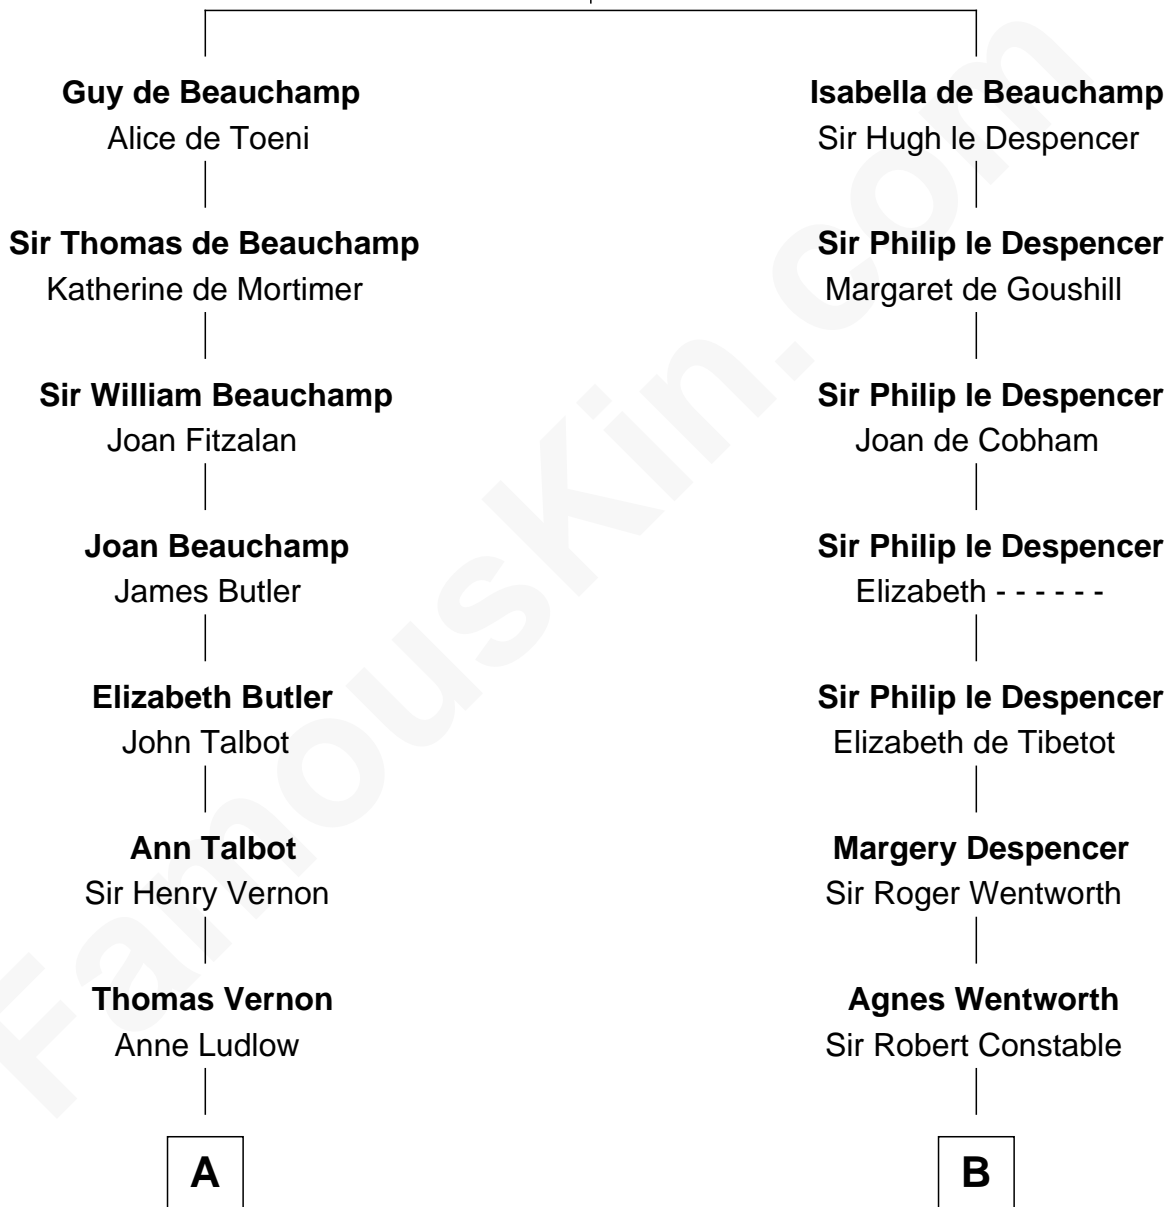 Guy de Beauchamp
Alice de Toeni
Isabella de Beauchamp
Sir Hugh le Despencer
Sir Thomas de Beauchamp
Katherine de Mortimer
Sir Philip le Despencer
Margaret de Goushill
Sir William Beauchamp
Joan Fitzalan
Sir Philip le Despencer
Joan de Cobham
Joan Beauchamp
James Butler
Sir Philip le Despencer
Elizabeth - - - - - -
Elizabeth Butler
John Talbot
Sir Philip le Despencer
Elizabeth de Tibetot
Ann Talbot
Sir Henry Vernon
Margery Despencer
Sir Roger Wentworth
Thomas Vernon
Anne Ludlow
Agnes Wentworth
Sir Robert Constable
A
B
FamousKin.com